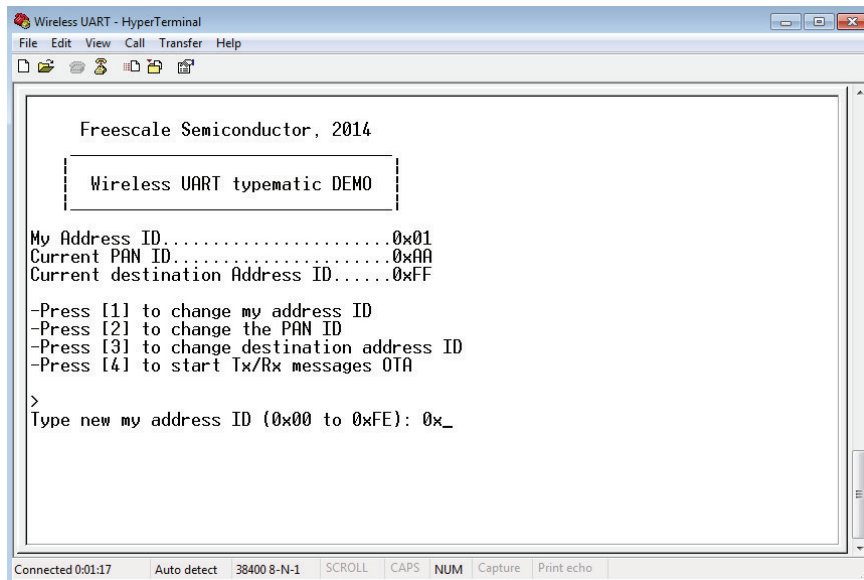 Wireless UART - HyperTerminal
File Edit View Call Transfer Help
Freescale Semiconductor, 2014
Wireless UART typematic DEMO
My Address ID.......................0x01
Current PAN ID......................0xAA
Current destination Address ID......0xFF
-Press [1] to change my address ID
-Press [2] to change the PAN ID
-Press [3] to change destination address ID
-Press [4] to start Tx/Rx messages OTA
>
Type new my address ID (0x00 to 0xFE): 0x_
Connected 0:01:17 Auto detect 38400 8-N-1 SCROLL CAPS NUM Capture Print echo